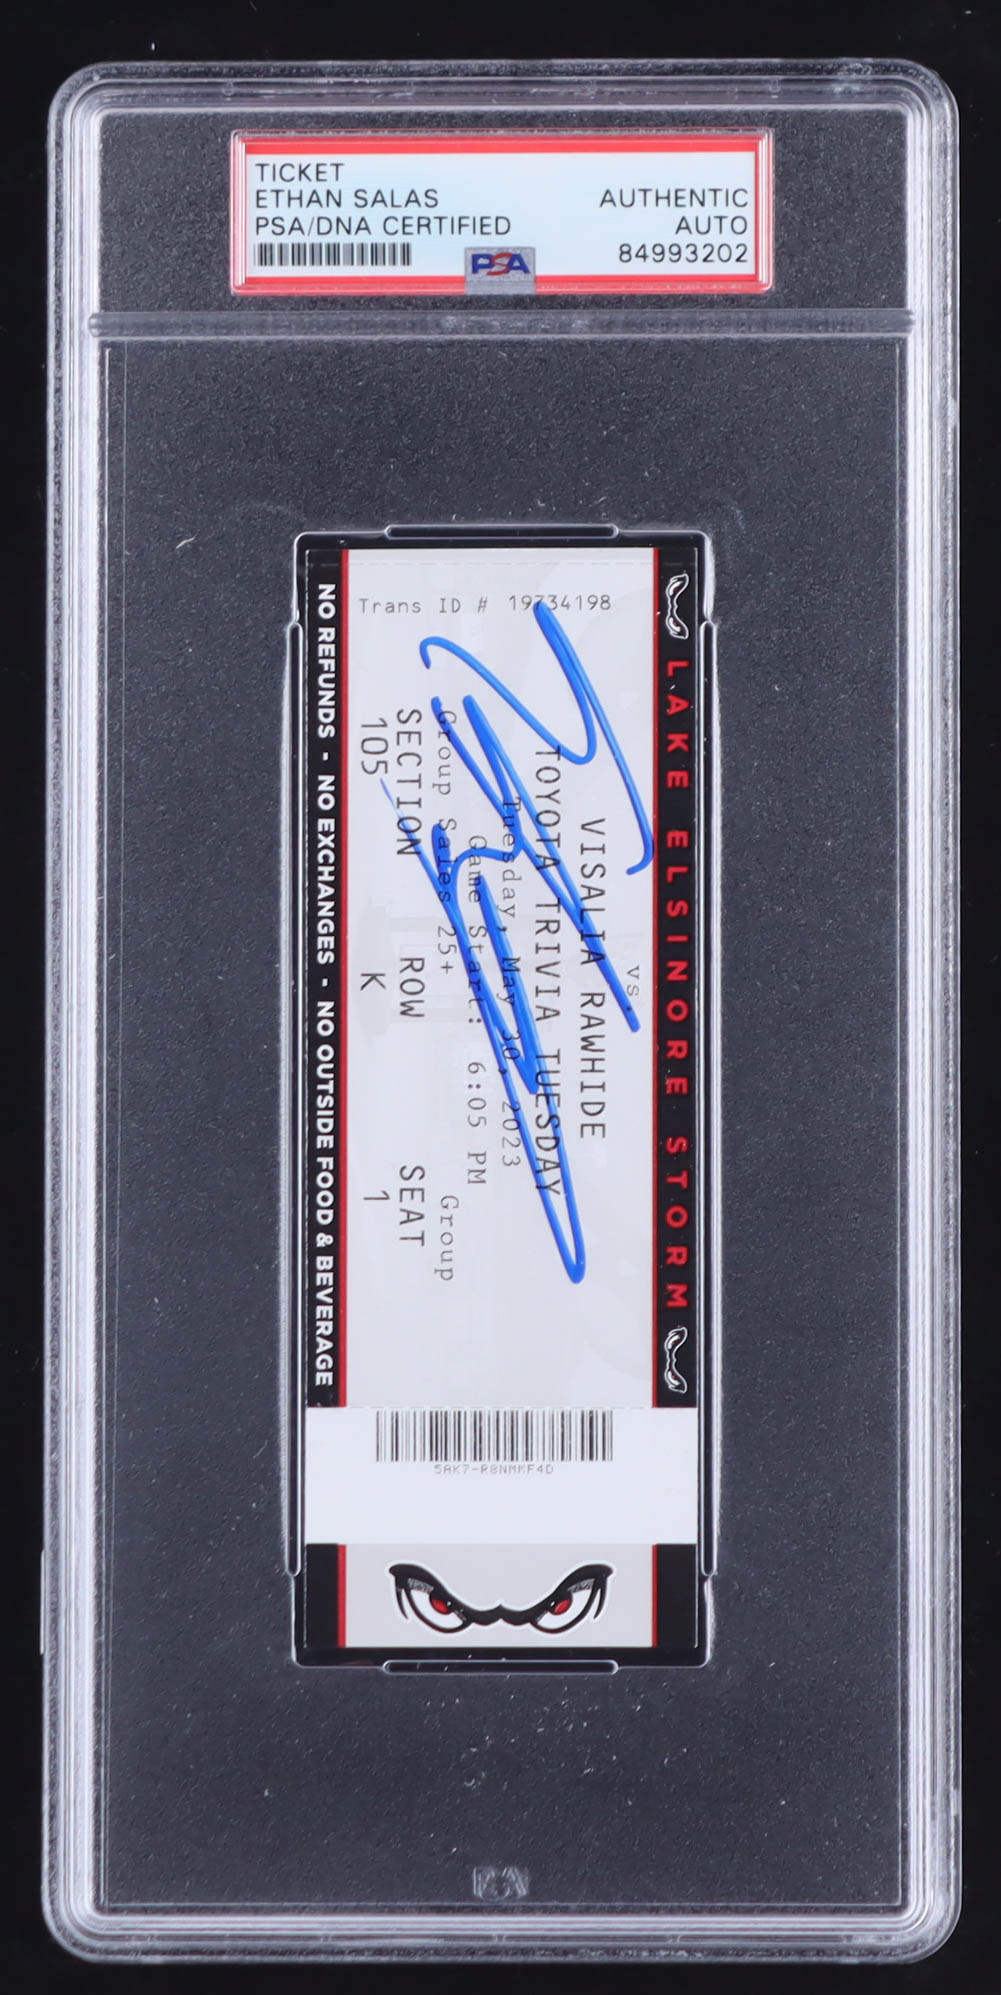 TICKET
ETHAN SALAS
PSA/DNA CERTIFIED
AUTHENTIC
AUTO
84993202
PSA
Trans ID # 19734198
LAKE ELSINORE STORM
vs.
VISALIA RAWHIDE
TOYOTA TRIVIA TUESDAY
Tuesday, May 30, 2023
Game Start: 6:05 PM
Group Sales 25+ Group
SECTION ROW SEAT
105 K 1
NO REFUNDS - NO EXCHANGES - NO OUTSIDE FOOD & BEVERAGE
5AK7-R8NMMF4D
PSA